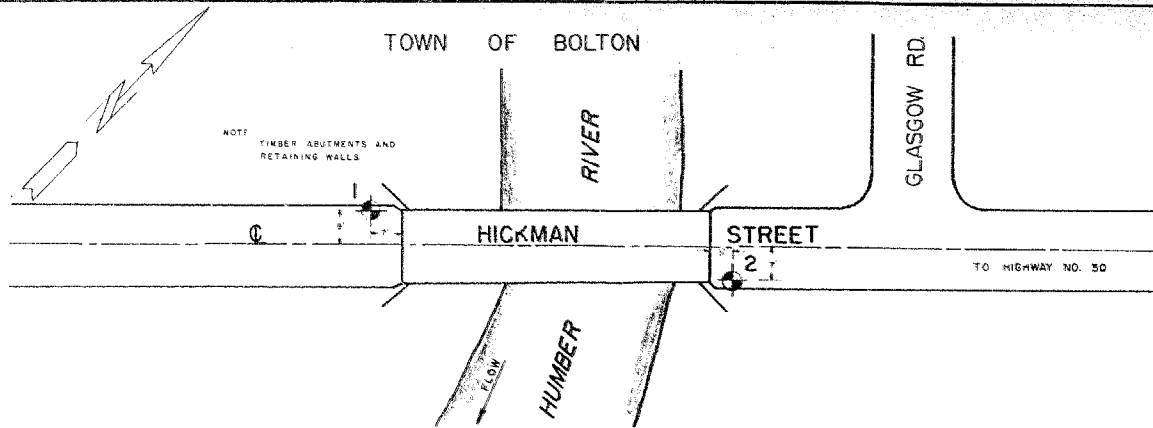 TOWN OF BOLTON
GLASGOW RD.
N
RIVER
NOTE
TIMBER ABUTMENTS AND
RETAINING WALLS.
1
℄
HICKMAN STREET
2
TO HIGHWAY NO. 50
HUMBER
FLOW